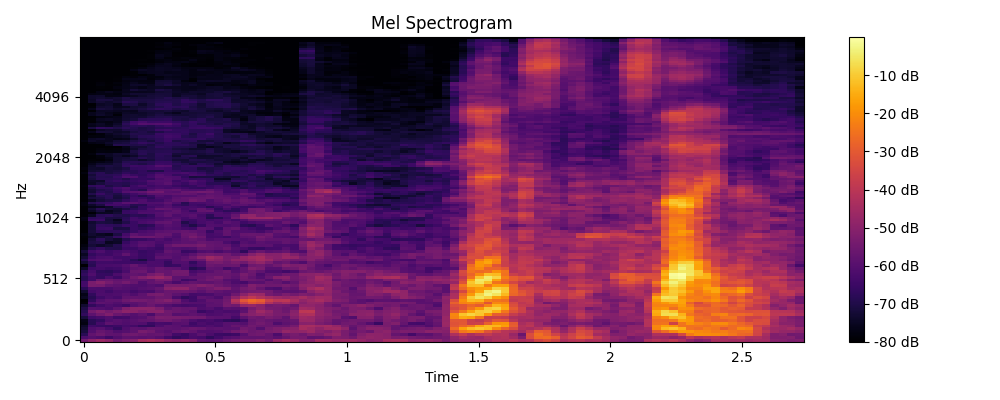 Mel Spectrogram
Hz
4096
2048
1024
512
0
0
0.5
1
1.5
2
2.5
Time
-10 dB
-20 dB
-30 dB
-40 dB
-50 dB
-60 dB
-70 dB
-80 dB